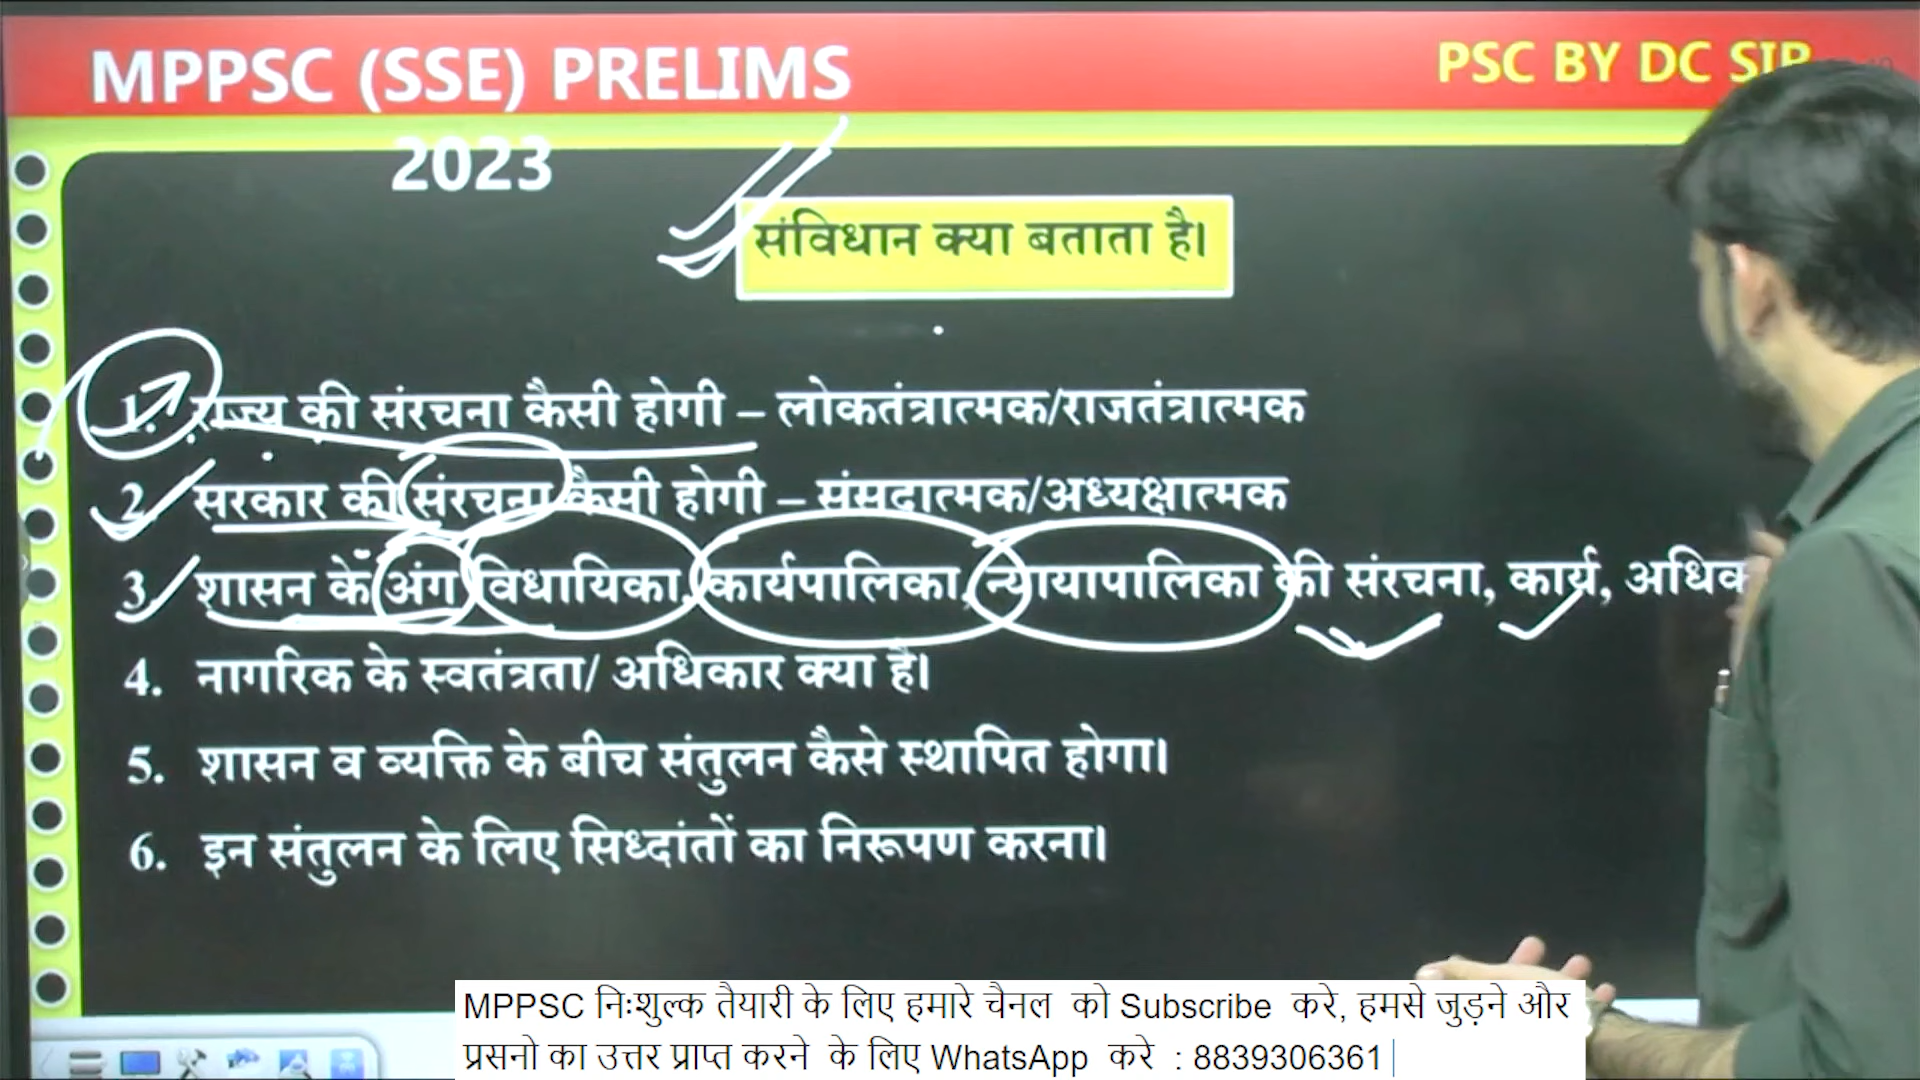 MPPSC (SSE) PRELIMS
PSC BY DC SIR
2023
संविधान क्या बताता है।
1. राज्य की संरचना कैसी होगी – लोकतंत्रात्मक/राजतंत्रात्मक
2. सरकार की संरचना कैसी होगी – संसदात्मक/अध्यक्षात्मक
3. शासन के अंग विधायिका, कार्यपालिका, न्यायापालिका की संरचना, कार्य,
4. नागरिक के स्वतंत्रता/ अधिकार क्या है।
5. शासन व व्यक्ति के बीच संतुलन कैसे स्थापित होगा।
6. इन संतुलन के लिए सिध्दांतों का निरूपण करना।
MPPSC निःशुल्क तैयारी के लिए हमारे चैनल को Subscribe करे, हमसे जुड़ने और
प्रसनो का उत्तर प्राप्त करने के लिए WhatsApp करे : 8839306361